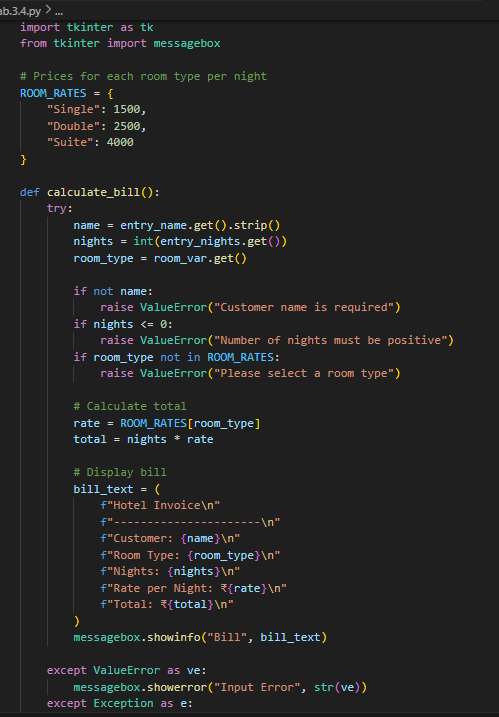 ab.3.4.py > ...
import tkinter as tk
from tkinter import messagebox

# Prices for each room type per night
ROOM_RATES = {
    "Single": 1500,
    "Double": 2500,
    "Suite": 4000
}

def calculate_bill():
    try:
        name = entry_name.get().strip()
        nights = int(entry_nights.get())
        room_type = room_var.get()

        if not name:
            raise ValueError("Customer name is required")
        if nights <= 0:
            raise ValueError("Number of nights must be positive")
        if room_type not in ROOM_RATES:
            raise ValueError("Please select a room type")

        # Calculate total
        rate = ROOM_RATES[room_type]
        total = nights * rate

        # Display bill
        bill_text = (
            f"Hotel Invoice\n"
            f"----------------------\n"
            f"Customer: {name}\n"
            f"Room Type: {room_type}\n"
            f"Nights: {nights}\n"
            f"Rate per Night: ₹{rate}\n"
            f"Total: ₹{total}\n"
        )
        messagebox.showinfo("Bill", bill_text)

    except ValueError as ve:
        messagebox.showerror("Input Error", str(ve))
    except Exception as e: